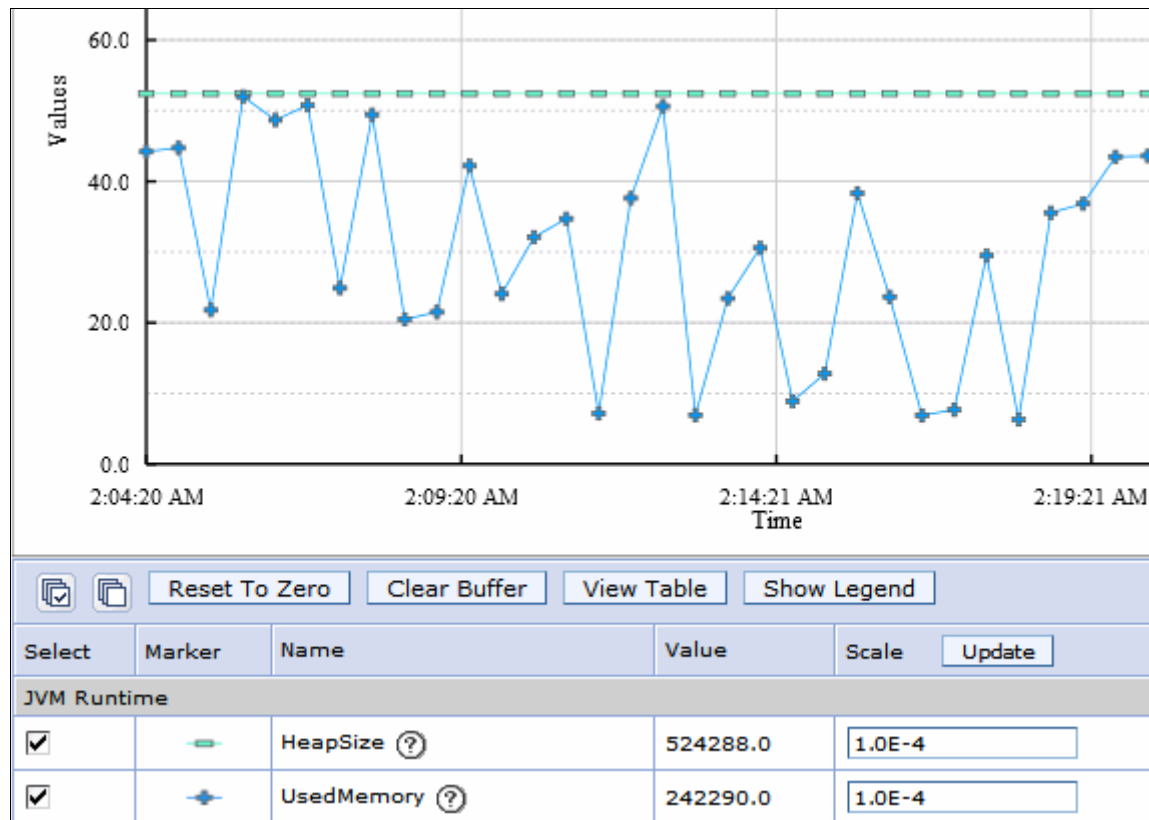 60.0
Values
40.0
20.0
0.0
2:04:20 AM 2:09:20 AM 2:14:21 AM 2:19:21 AM
Time
Reset To Zero Clear Buffer View Table Show Legend
Select Marker Name Value Scale Update
JVM Runtime
HeapSize ? 524288.0 1.0E-4
UsedMemory ? 242290.0 1.0E-4